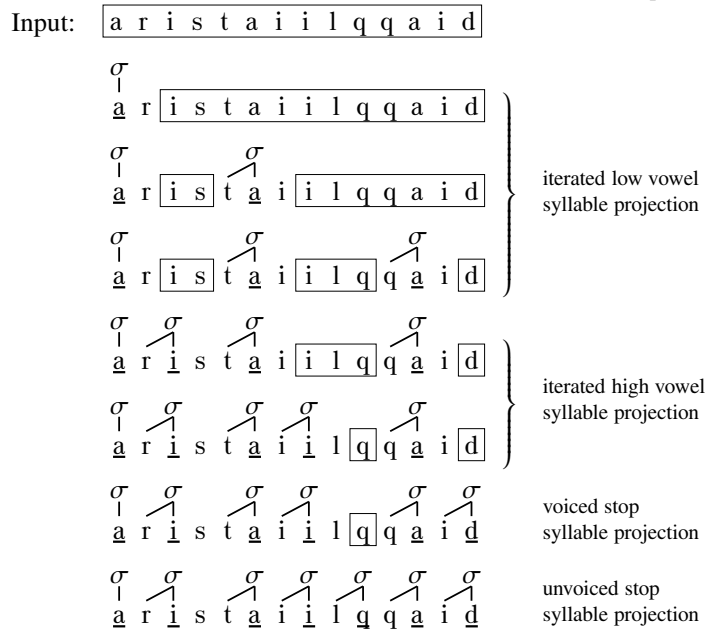 Input: a r i s t a i i l q q a i d
σ
a r i s t a i i l q q a i d
σ σ
a r i s t a i i l q q a i d
iterated low vowel
syllable projection
σ σ σ
a r i s t a i i l q q a i d
σ σ σ σ
a r i s t a i i l q q a i d
iterated high vowel
syllable projection
σ σ σ σ σ
a r i s t a i i l q q a i d
σ σ σ σ σ σ
a r i s t a i i l q q a i d
voiced stop
syllable projection
σ σ σ σ σ σ σ
a r i s t a i i l q q a i d
unvoiced stop
syllable projection